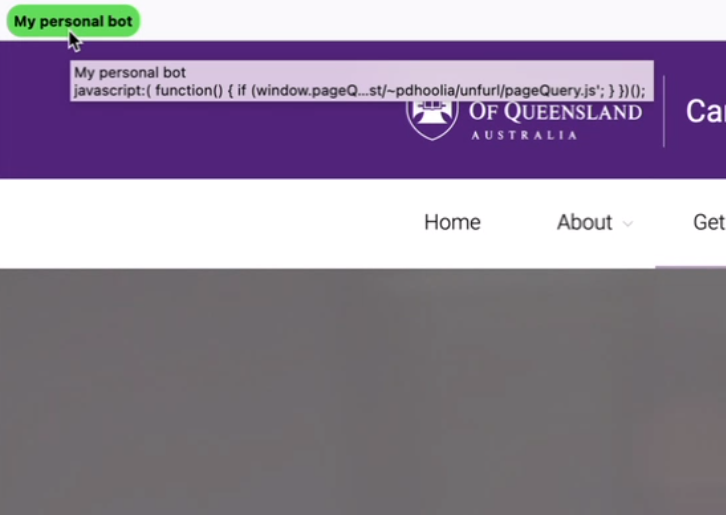 My personal bot
My personal bot
javascript:( function() { if (window.pageQ...st/~pdhoolia/unfurl/pageQuery.js'; } })();
OF QUEENSLAND
AUSTRALIA
Home
About
Get